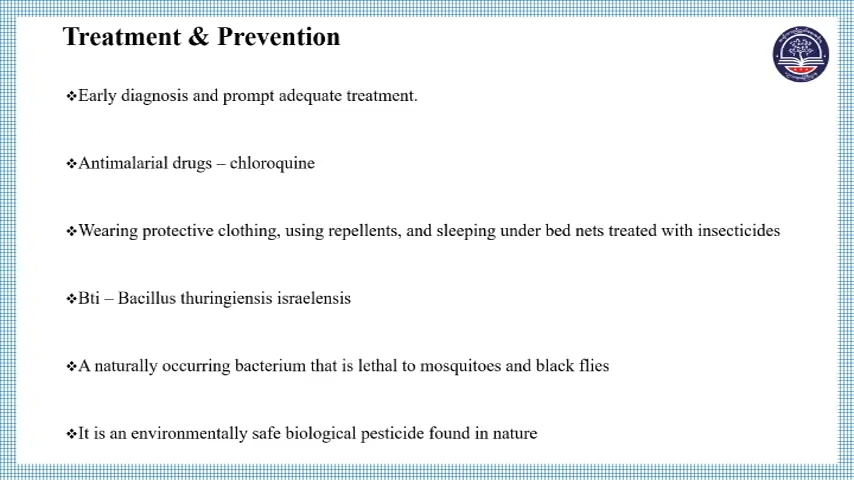 Treatment & Prevention
❖Early diagnosis and prompt adequate treatment.
❖Antimalarial drugs – chloroquine
❖Wearing protective clothing, using repellents, and sleeping under bed nets treated with insecticides
❖Bti – Bacillus thuringiensis israelensis
❖A naturally occurring bacterium that is lethal to mosquitoes and black flies
❖It is an environmentally safe biological pesticide found in nature